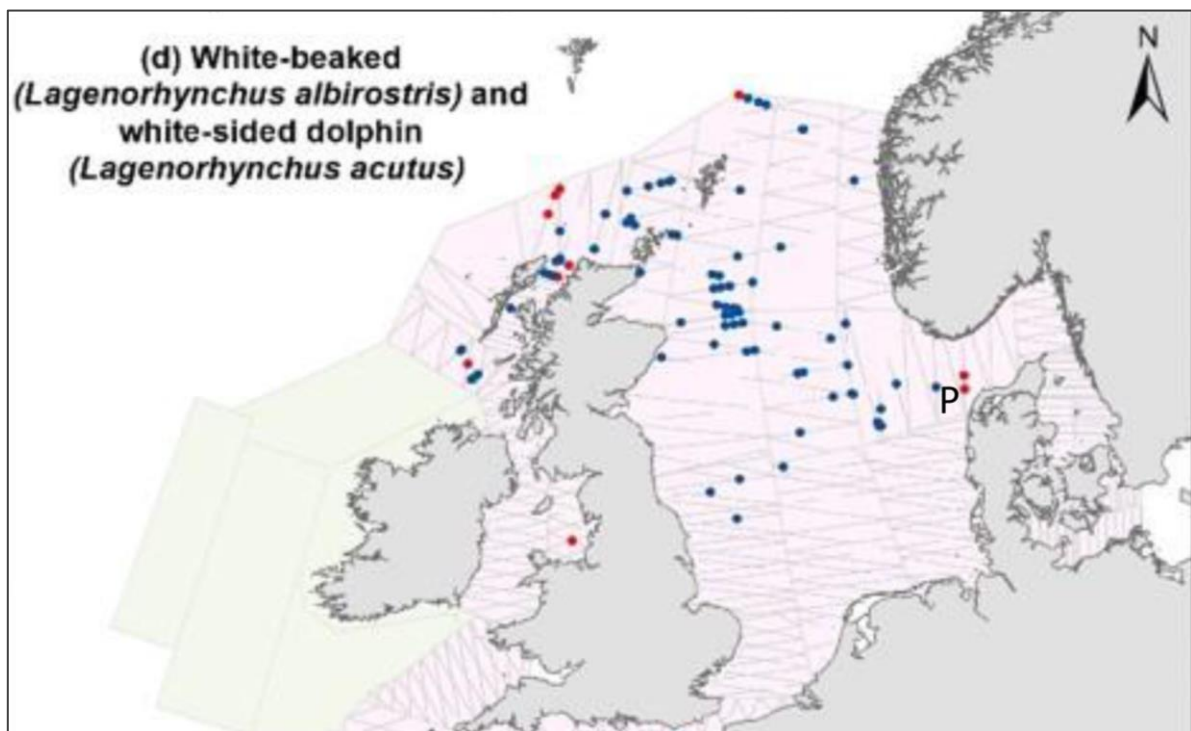 (d) White-beaked
(Lagenorhynchus albirostris) and
white-sided dolphin
(Lagenorhynchus acutus)
N
P